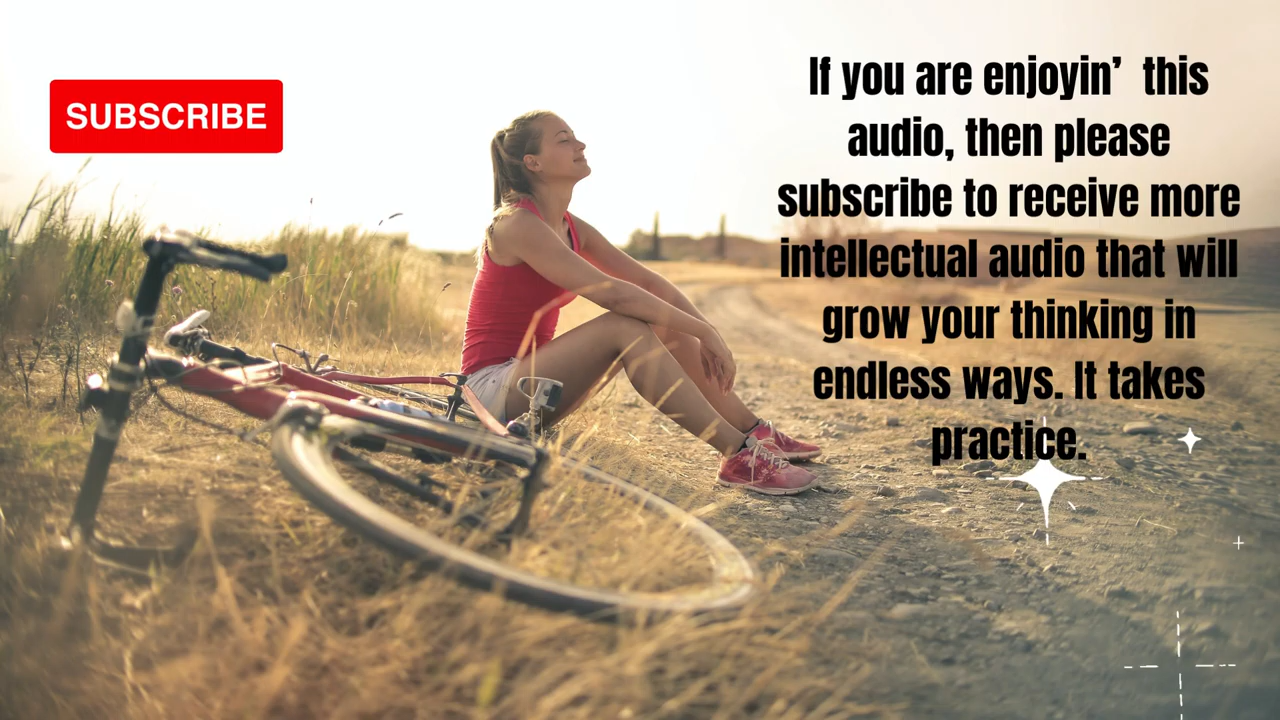 SUBSCRIBE
If you are enjoyin’ this
audio, then please
subscribe to receive more
intellectual audio that will
grow your thinking in
endless ways. It takes
practice.